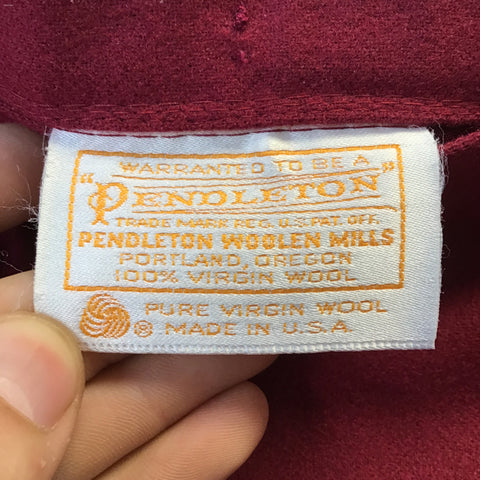 WARRANTED TO BE A
"PENDLETON"
TRADE MARK REG. U.S. PAT. OFF.
PENDLETON WOOLEN MILLS
PORTLAND, OREGON
100% VIRGIN WOOL
® PURE VIRGIN WOOL
MADE IN U.S.A.